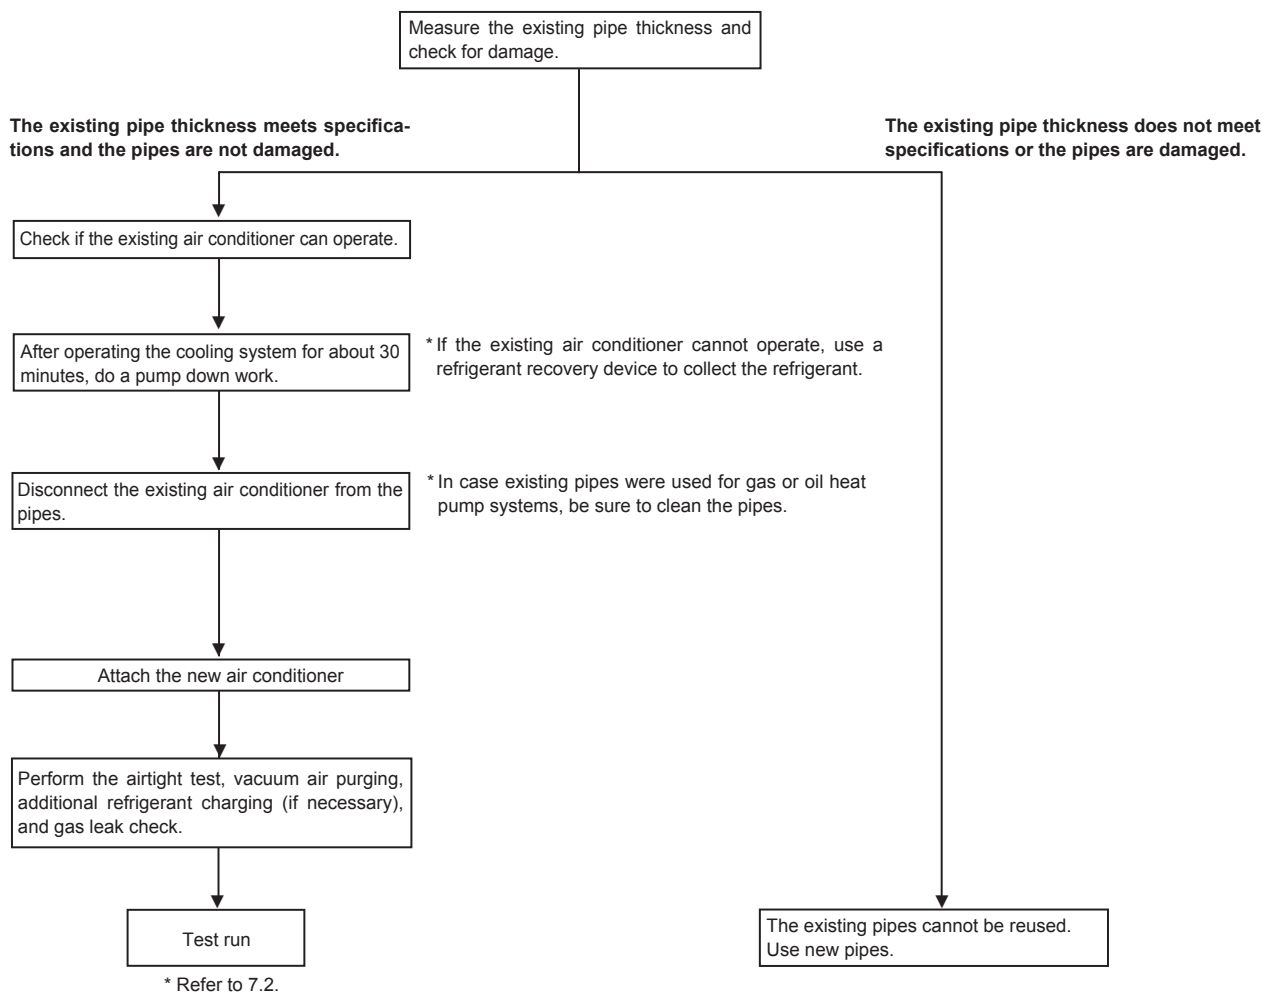 Measure the existing pipe thickness and
check for damage.
The existing pipe thickness meets specifica-
tions and the pipes are not damaged.
The existing pipe thickness does not meet
specifications or the pipes are damaged.
Check if the existing air conditioner can operate.
After operating the cooling system for about 30
minutes, do a pump down work.
* If the existing air conditioner cannot operate, use a
refrigerant recovery device to collect the refrigerant.
Disconnect the existing air conditioner from the
pipes.
* In case existing pipes were used for gas or oil heat
pump systems, be sure to clean the pipes.
Attach the new air conditioner
Perform the airtight test, vacuum air purging,
additional refrigerant charging (if necessary),
and gas leak check.
Test run
* Refer to 7.2.
The existing pipes cannot be reused.
Use new pipes.